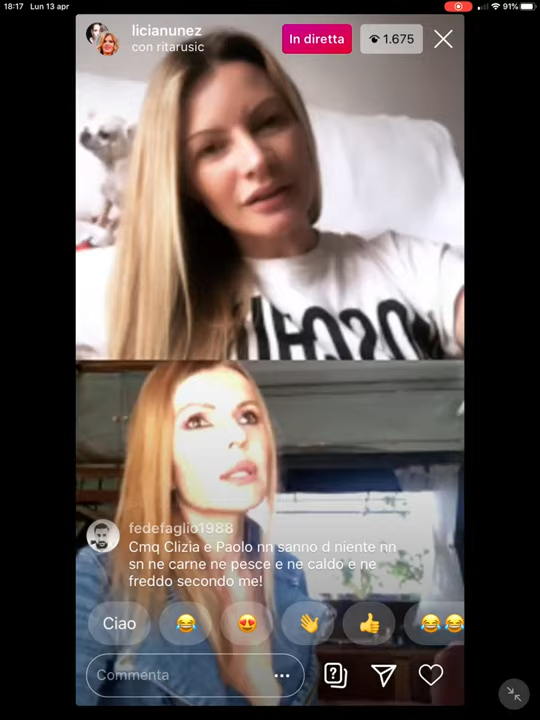 18:17 Lun 13 apr 91%
licianunez
con ritarusic
In diretta
1.675
fedefaglio1988
Cmq Clizia e Paolo nn sanno d niente nn
sn ne carne ne pesce e ne caldo e ne
freddo secondo me!
Ciao
Commenta